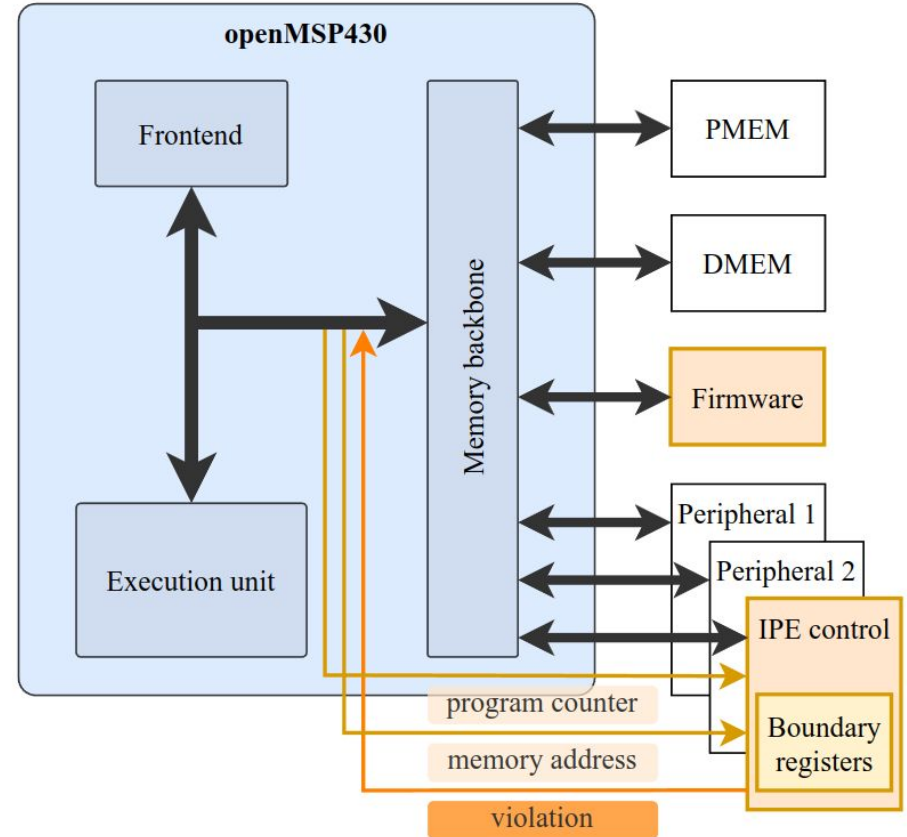 openMSP430
Frontend
PMEM
DMEM
Memory backbone
Firmware
Execution unit
Peripheral 1
Peripheral 2
IPE control
program counter
Boundary
registers
memory address
violation